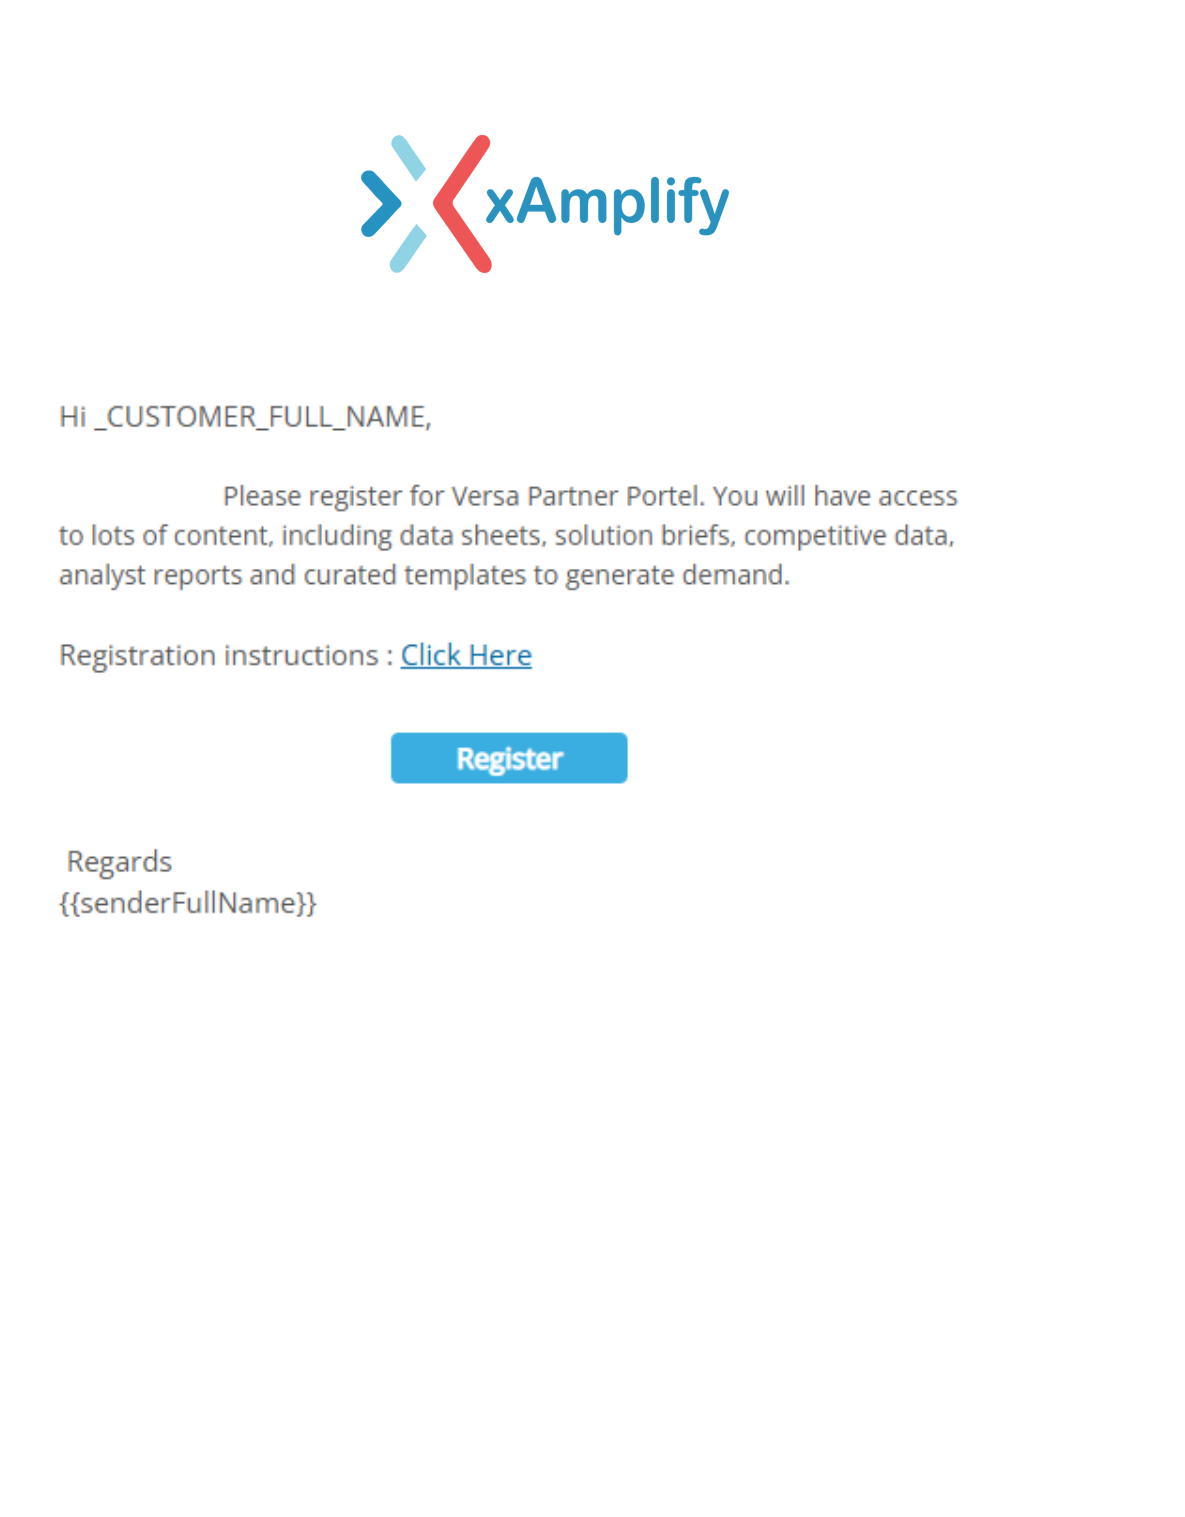 xAmplify
Hi _CUSTOMER_FULL_NAME,
Please register for Versa Partner Portel. You will have access
to lots of content, including data sheets, solution briefs, competitive data,
analyst reports and curated templates to generate demand.
Registration instructions : Click Here
Register
Regards
{{senderFullName}}